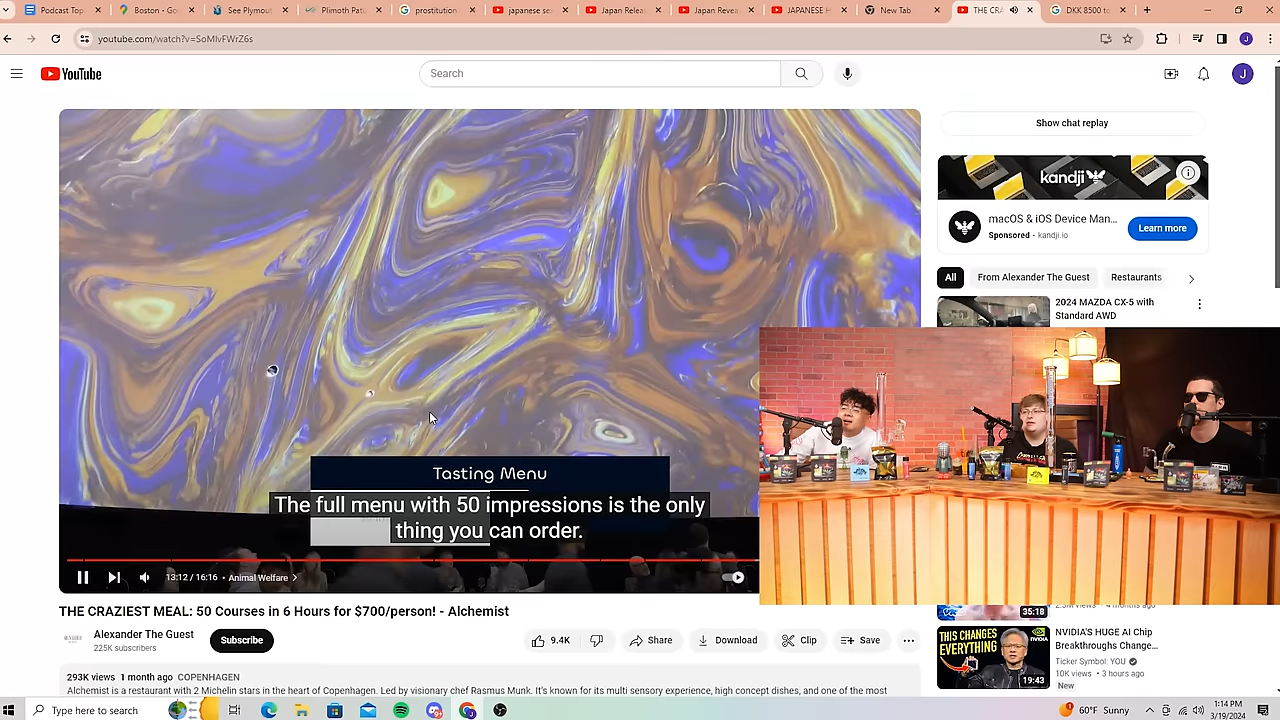 Podcast Top
Boston - Go
See Plymout
Plimoth Pat
prostitution
japanese se
Japan Relea
Japan Revea
JAPANESE H
New Tab
THE CRA
DKK 8500 to
youtube.com/watch?v=SoMlvFWrZ6s
YouTube
Search
J
Show chat replay
kandji
macOS & iOS Device Man...
Sponsored · kandji.io
Learn more
All
From Alexander The Guest
Restaurants
2024 MAZDA CX-5 with
Standard AWD
Tasting Menu
The full menu with 50 impressions is the only
thing you can order.
13:12 / 16:16 • Animal Welfare
THE CRAZIEST MEAL: 50 Courses in 6 Hours for $700/person! - Alchemist
Alexander The Guest
225K subscribers
Subscribe
9.4K
Share
Download
Clip
Save
35:18
THIS CHANGES
EVERYTHING
19:43
NVIDIA'S HUGE AI Chip
Breakthroughs Change...
Ticker Symbol: YOU
10K views • 3 hours ago
New
293K views 1 month ago COPENHAGEN
Alchemist is a restaurant with 2 Michelin stars in the heart of Copenhagen. Led by visionary chef Rasmus Munk. It's known for its multi sensory experience, high concept dishes, and one of the most
Type here to search
60°F Sunny
1:14 PM
3/19/2024